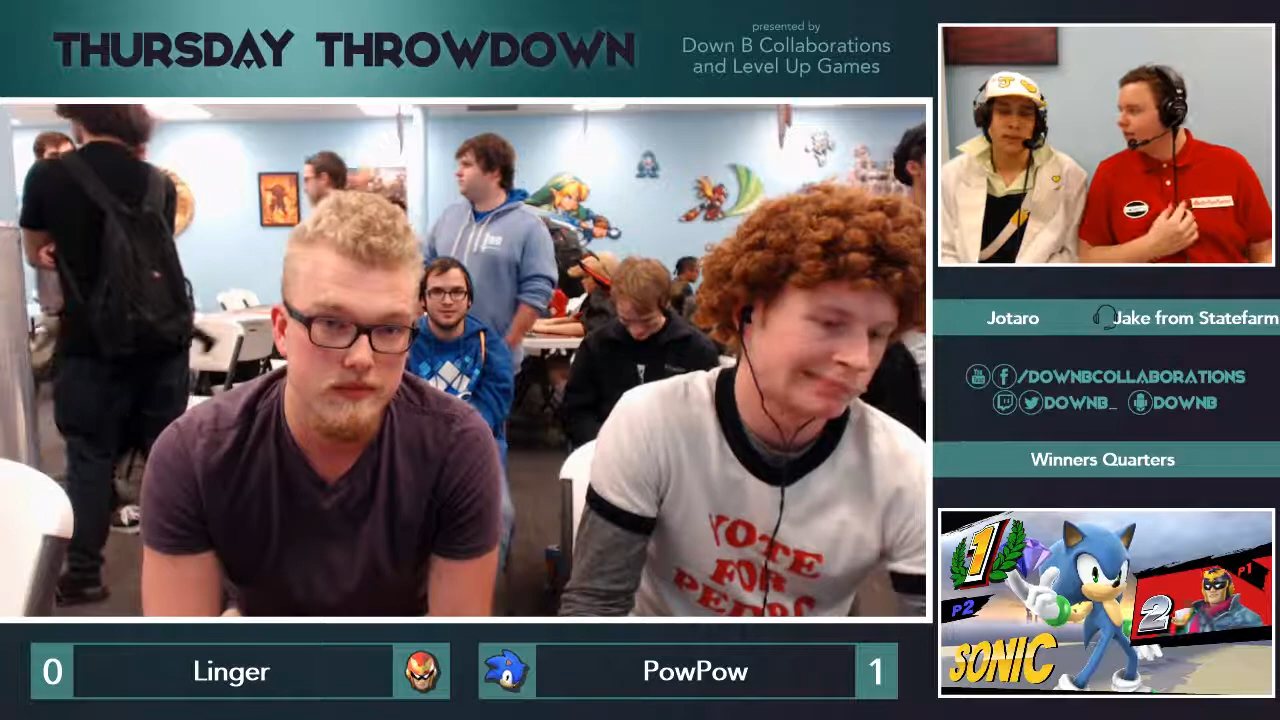 THURSDAY THROWDOWN
presented by
Down B Collaborations
and Level Up Games
Jotaro
Jake from Statefarm
/DOWNBCOLLABORATIONS
DOWNB_ DOWNB
Winners Quarters
VOTE
FOR
PEDRO
1
P2
SONIC
P1
2
0 Linger
PowPow 1